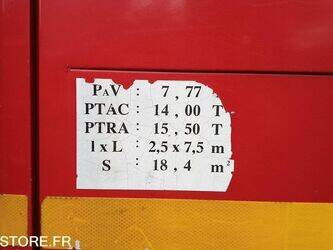 PAV : 7,77
PTAC : 14,00 T
PTRA : 15,50 T
l x L : 2,5 x 7,5 m
S : 18,4 m²
STORE.FR